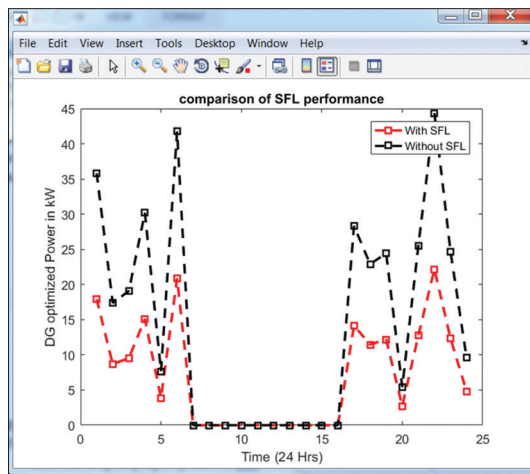 File Edit View Insert Tools Desktop Window Help
comparison of SFL performance
With SFL
Without SFL
DG optimized Power in kW
45
40
35
30
25
20
15
10
5
0
0 5 10 15 20 25
Time (24 Hrs)